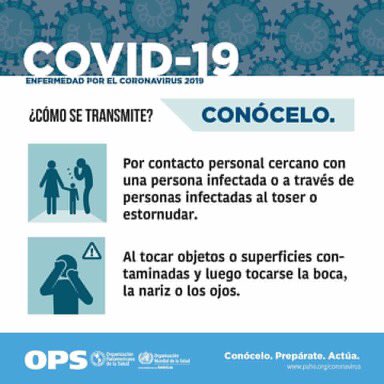 COVID-19
ENFERMEDAD POR EL CORONAVIRUS 2019
¿CÓMO SE TRANSMITE?
CONÓCELO.
Por contacto personal cercano con
una persona infectada o a través de
personas infectadas al toser o
estornudar.
Al tocar objetos o superficies con-
taminadas y luego tocarse la boca,
la nariz o los ojos.
OPS
Organización
Panamericana
de la Salud
Organización
Mundial de la Salud
Conócelo. Prepárate. Actúa.
www.paho.org/coronavirus